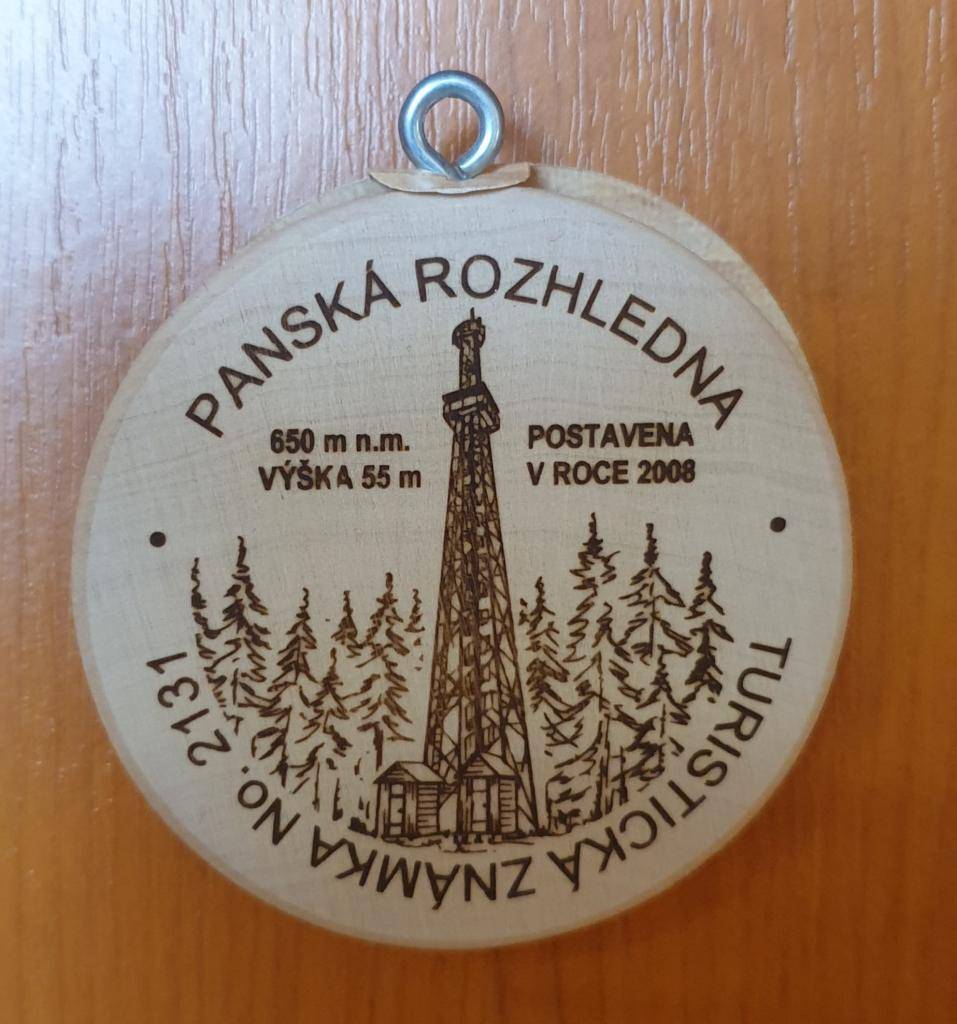 PANSKÁ ROZHLEDNA
650 m n.m.
VÝŠKA 55 m
POSTAVENA
V ROCE 2008
TURISTICKÁ ZNÁMKA No. 2131